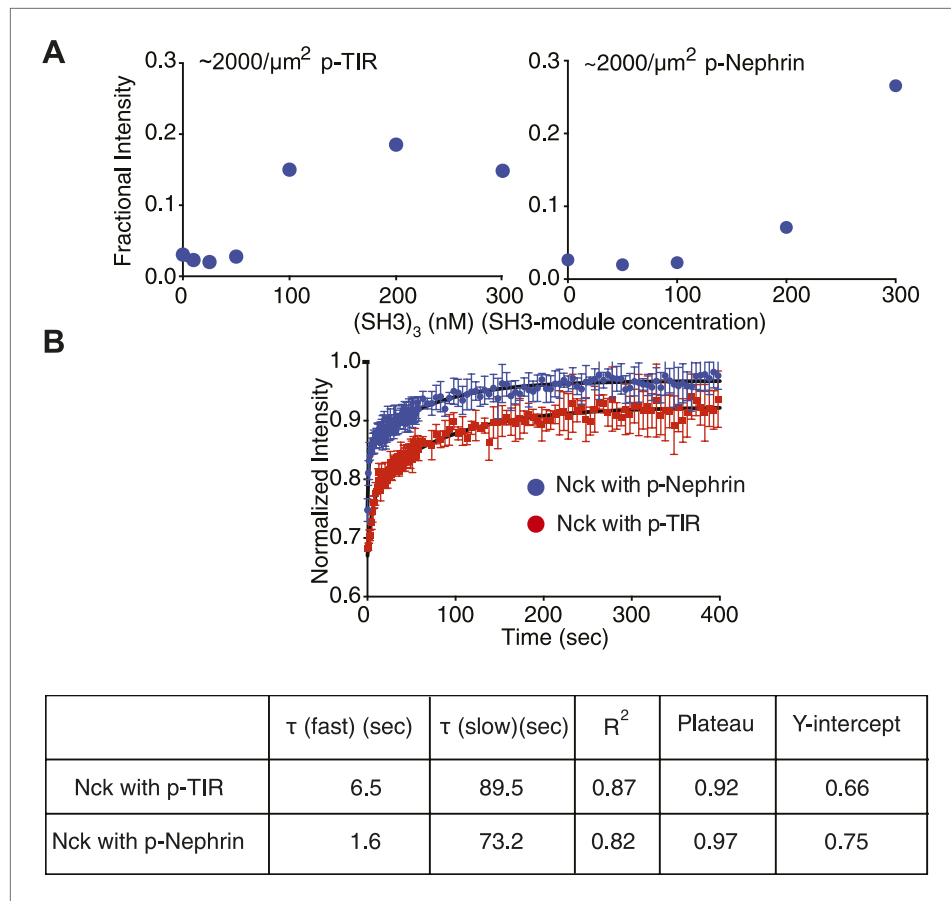 A
~2000/µm² p-TIR
~2000/µm² p-Nephrin
Fractional Intensity
0.3
0.2
0.1
0.0
0 100 200 300
0.3
0.2
0.1
0.0
0 100 200 300
(SH3)₃ (nM) (SH3-module concentration)
B
Normalized Intensity
1.0
0.9
0.8
0.7
0.6
0 100 200 300 400
Time (sec)
Nck with p-Nephrin
Nck with p-TIR
τ (fast) (sec) τ (slow)(sec) R² Plateau Y-intercept
Nck with p-TIR 6.5 89.5 0.87 0.92 0.66
Nck with p-Nephrin 1.6 73.2 0.82 0.97 0.75